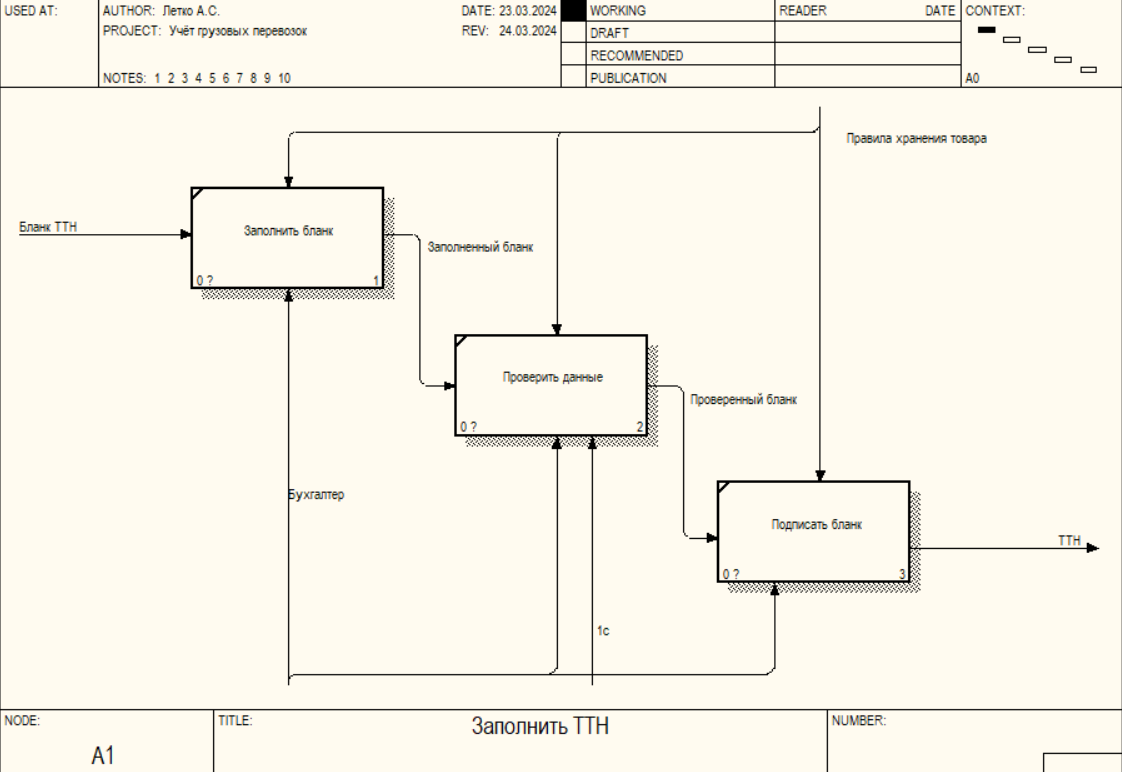 USED AT:
AUTHOR: Летко А.С.
DATE: 23.03.2024
WORKING
READER
DATE
CONTEXT:
PROJECT: Учёт грузовых перевозок
REV: 24.03.2024
DRAFT
RECOMMENDED
NOTES: 1 2 3 4 5 6 7 8 9 10
PUBLICATION
A0
Правила хранения товара
Бланк ТТН
Заполнить бланк
0 ?
1
Заполненный бланк
Проверить данные
0 ?
2
Проверенный бланк
Бухгалтер
Подписать бланк
0 ?
3
ТТН
1с
NODE:
A1
TITLE:
Заполнить ТТН
NUMBER: